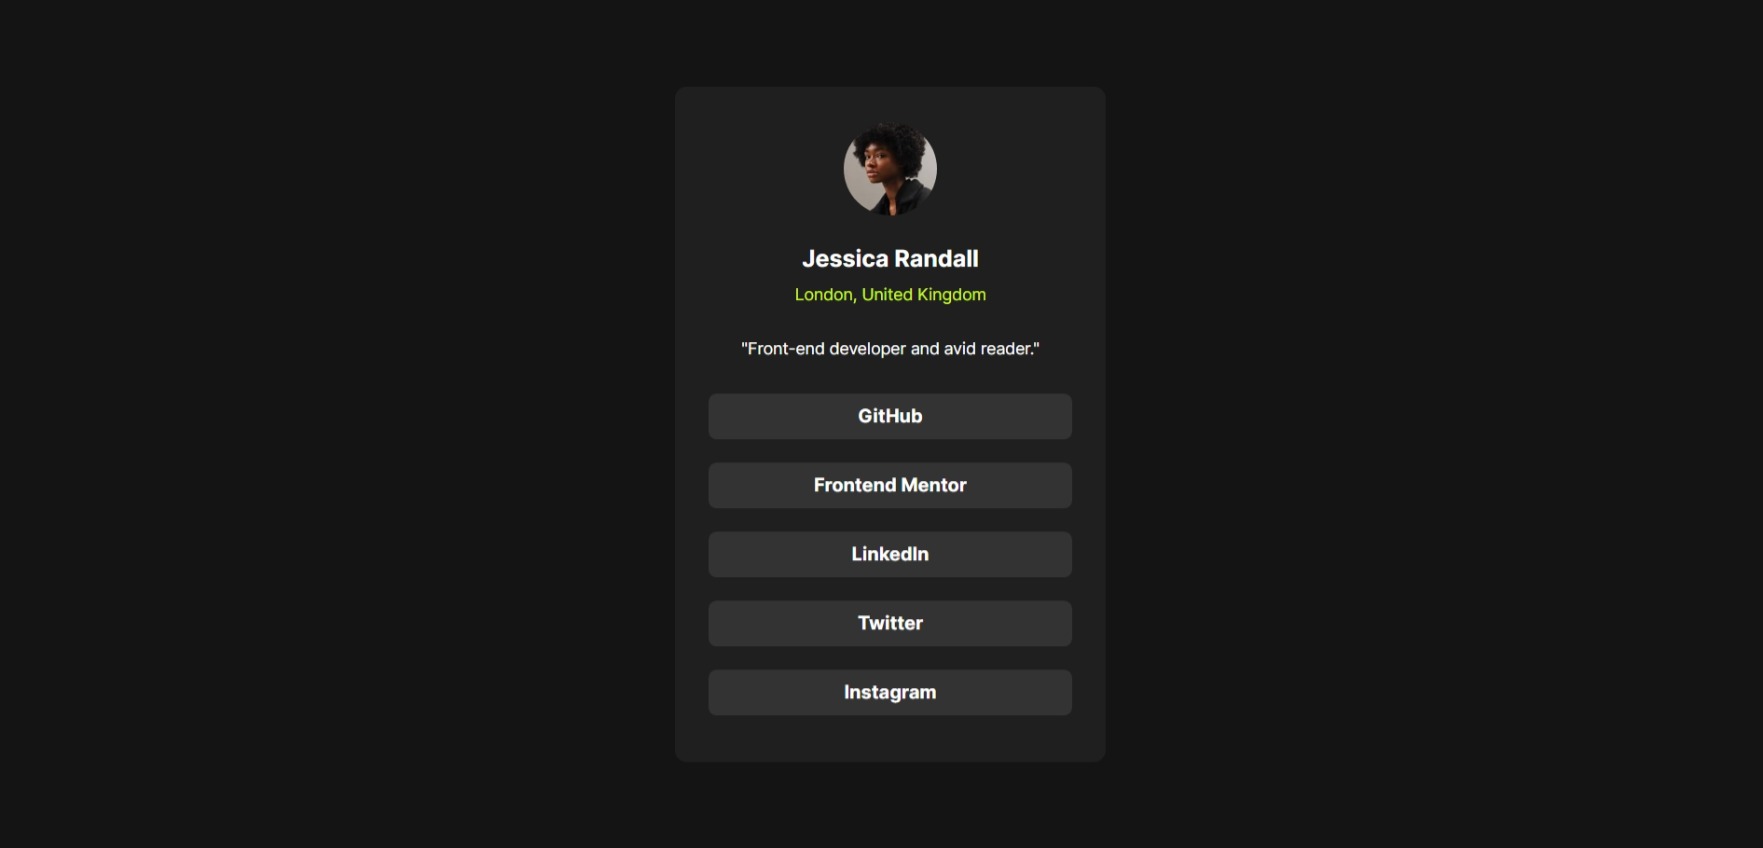 Jessica Randall
London, United Kingdom
"Front-end developer and avid reader."
GitHub
Frontend Mentor
LinkedIn
Twitter
Instagram